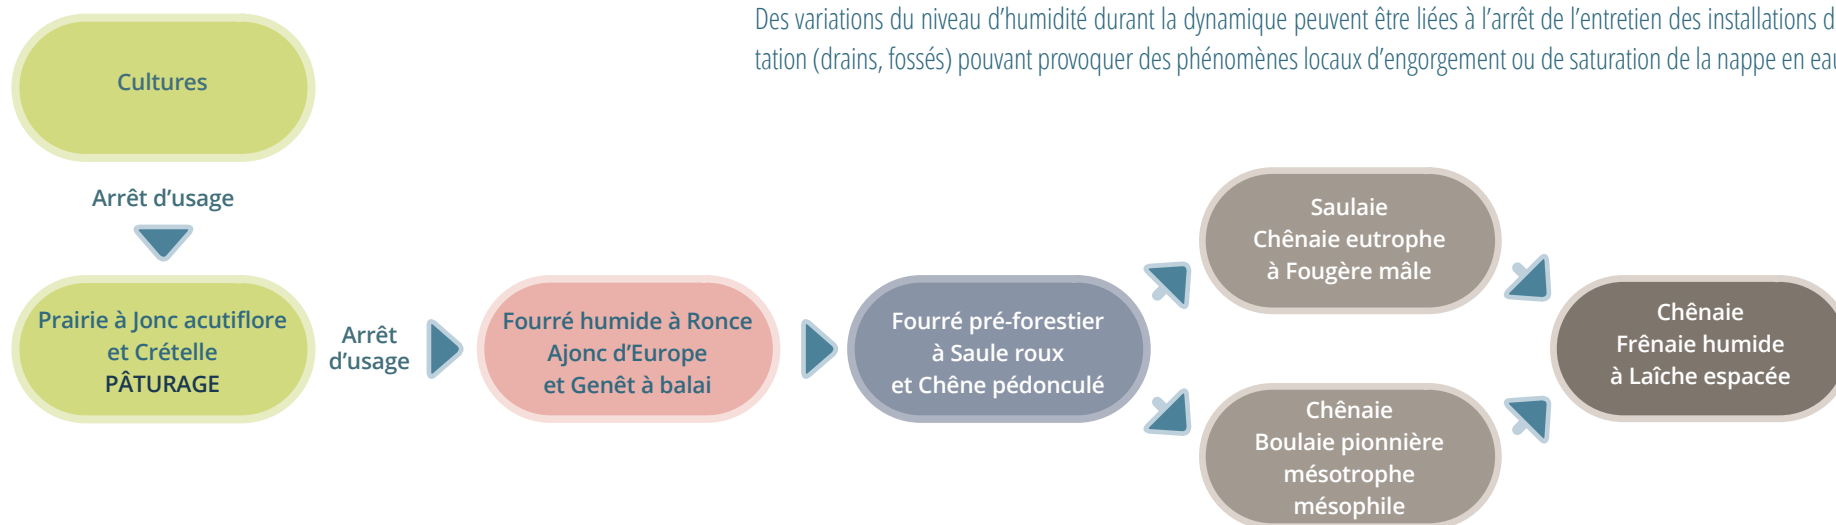 Des variations du niveau d’humidité durant la dynamique peuvent être liées à l’arrêt de l’entretien des installations
tation (drains, fossés) pouvant provoquer des phénomènes locaux d’engorgement ou de saturation de la nappe en eau
Cultures
Arrêt d’usage
Prairie à Jonc acutiflore
et Crételle
PÂTURAGE
Arrêt
d’usage
Fourré humide à Ronce
Ajonc d’Europe
et Genêt à balai
Fourré pré-forestier
à Saule roux
et Chêne pédonculé
Saulaie
Chênaie eutrophe
à Fougère mâle
Chênaie
Boulaie pionnière
mésotrophe
mésophile
Chênaie
Frênaie humide
à Laîche espacée